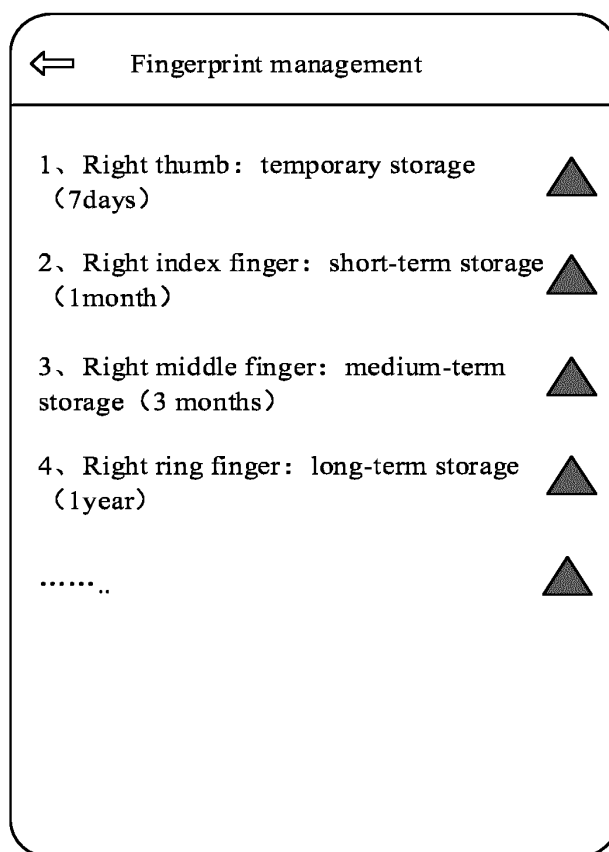 Fingerprint management
1、Right thumb：temporary storage
（7days）
2、Right index finger：short-term storage
（1month）
3、Right middle finger：medium-term
storage（3 months）
4、Right ring finger：long-term storage
（1year）
……..